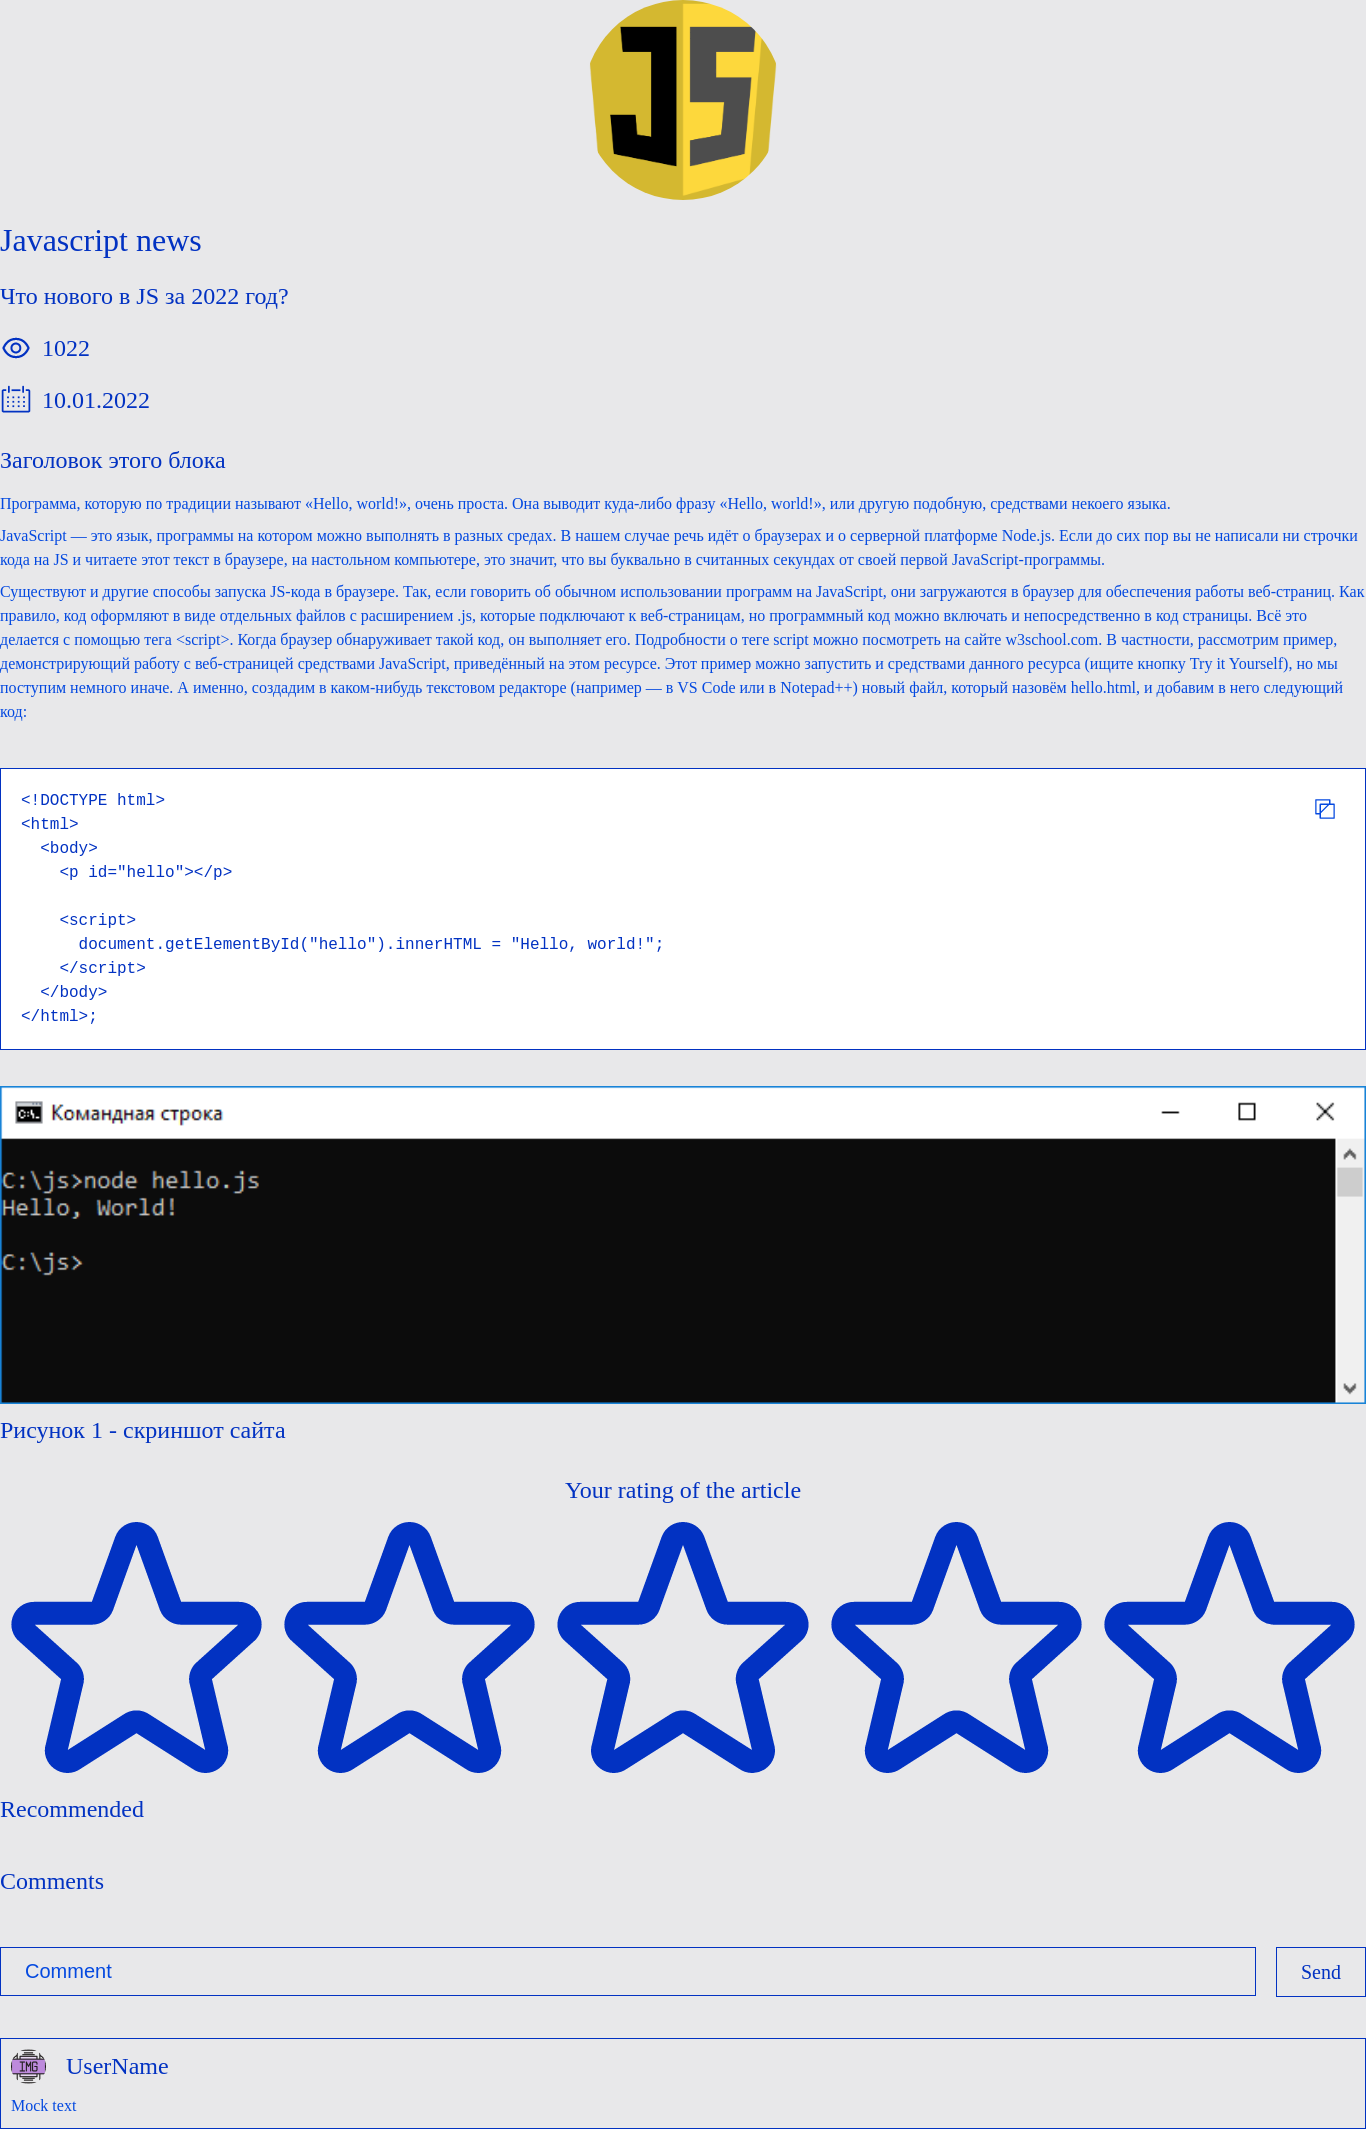 JS
Javascript news
Что нового в JS за 2022 год?
1022
10.01.2022
Заголовок этого блока
Программа, которую по традиции называют «Hello, world!», очень проста. Она выводит куда-либо фразу «Hello, world!», или другую подобную, средствами некоего языка.
JavaScript — это язык, программы на котором можно выполнять в разных средах. В нашем случае речь идёт о браузерах и о серверной платформе Node.js. Если до сих пор вы не написали ни строчки
кода на JS и читаете этот текст в браузере, на настольном компьютере, это значит, что вы буквально в считанных секундах от своей первой JavaScript-программы.
Существуют и другие способы запуска JS-кода в браузере. Так, если говорить об обычном использовании программ на JavaScript, они загружаются в браузер для обеспечения работы веб-страниц. Как
правило, код оформляют в виде отдельных файлов с расширением .js, которые подключают к веб-страницам, но программный код можно включать и непосредственно в код страницы. Всё это
делается с помощью тега <script>. Когда браузер обнаруживает такой код, он выполняет его. Подробности о теге script можно посмотреть на сайте w3school.com. В частности, рассмотрим пример,
демонстрирующий работу с веб-страницей средствами JavaScript, приведённый на этом ресурсе. Этот пример можно запустить и средствами данного ресурса (ищите кнопку Try it Yourself), но мы
поступим немного иначе. А именно, создадим в каком-нибудь текстовом редакторе (например — в VS Code или в Notepad++) новый файл, который назовём hello.html, и добавим в него следующий
код:
<!DOCTYPE html>
<html>
  <body>
    <p id="hello"></p>
    <script>
      document.getElementById("hello").innerHTML = "Hello, world!";
    </script>
  </body>
</html>;
C:\. Командная строка
C:\js>node hello.js
Hello, World!
C:\js>
Рисунок 1 - скриншот сайта
Your rating of the article
Recommended
Comments
Comment
Send
IMG UserName
Mock text